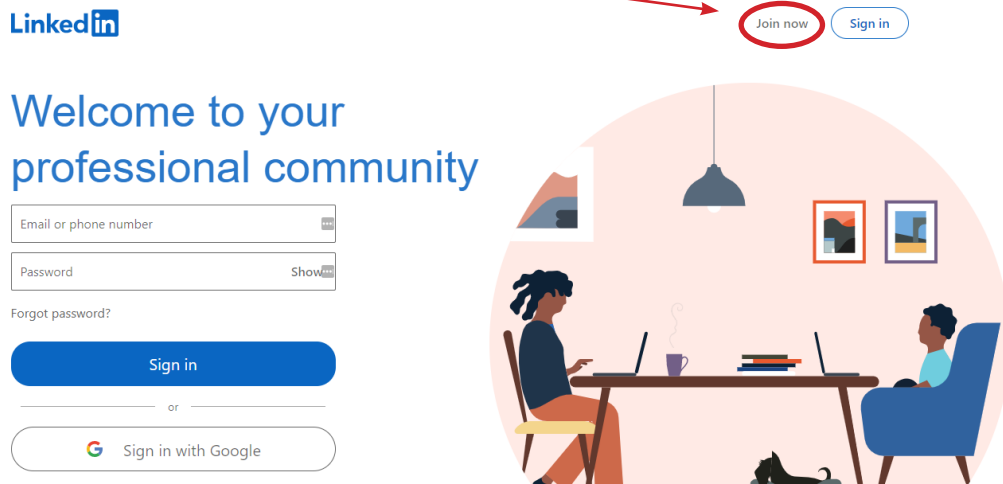 LinkedIn
Join now
Sign in
Welcome to your
professional community
Email or phone number
Password
Show
Forgot password?
Sign in
or
Sign in with Google